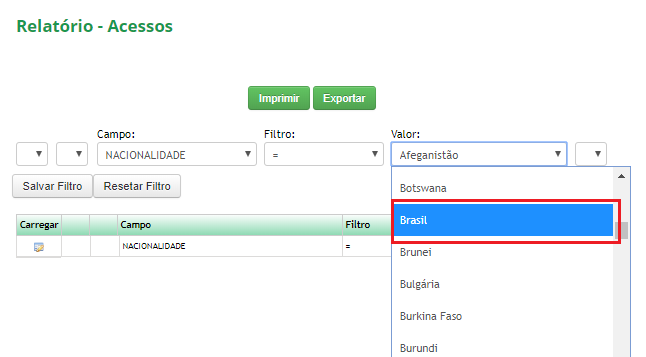 Relatório - Acessos
Imprimir Exportar
Campo: Filtro: Valor:
NACIONALIDADE = Afeganistão
Salvar Filtro Resetar Filtro
Botswana
Brasil
Brunei
Bulgária
Burkina Faso
Burundi
Carregar Campo Filtro
NACIONALIDADE =